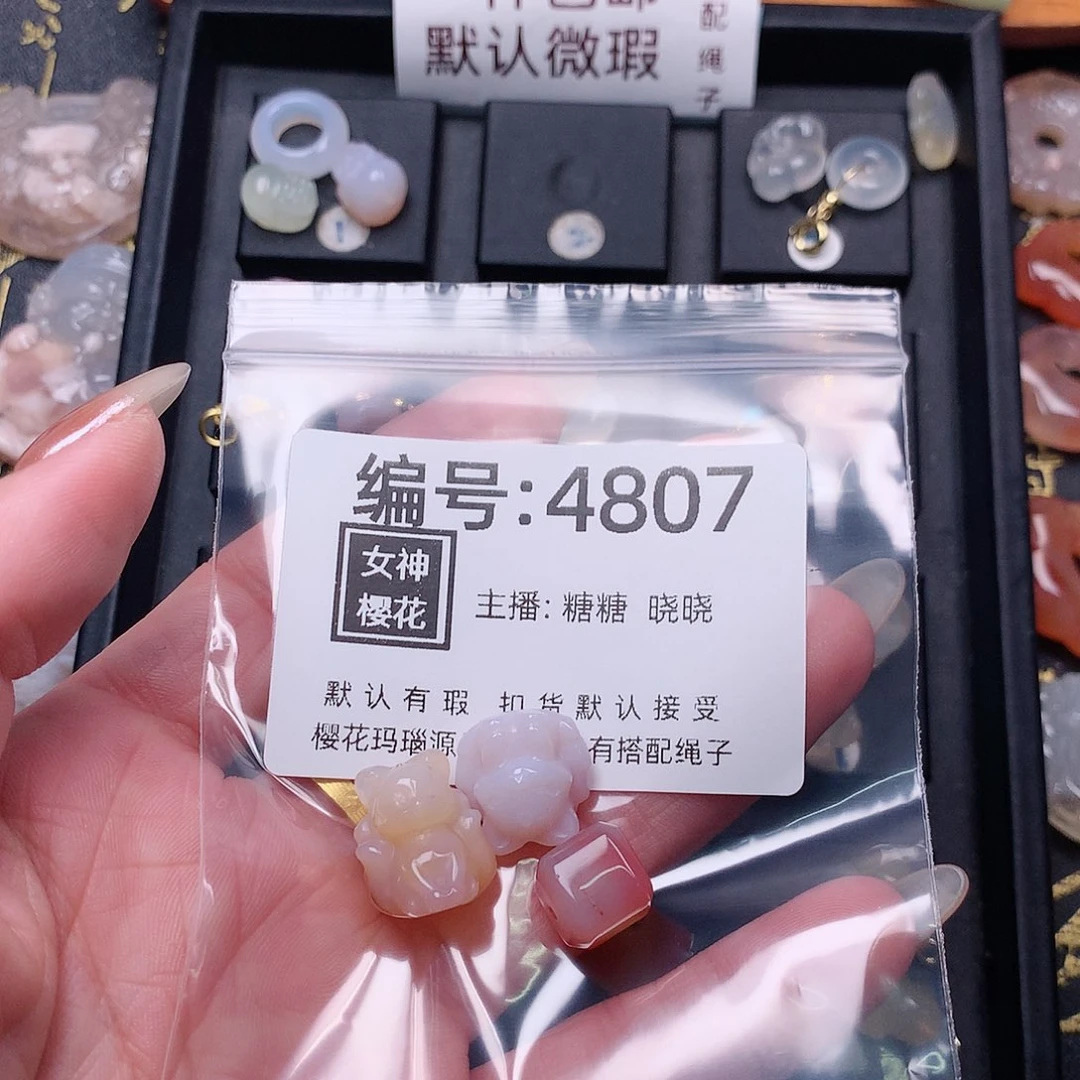 默认微瑕
配绳子
编号:4807
女神
樱花
主播: 糖糖 晓晓
默认有瑕 扣货默认接受
樱花玛瑙源
有搭配绳子
1
2